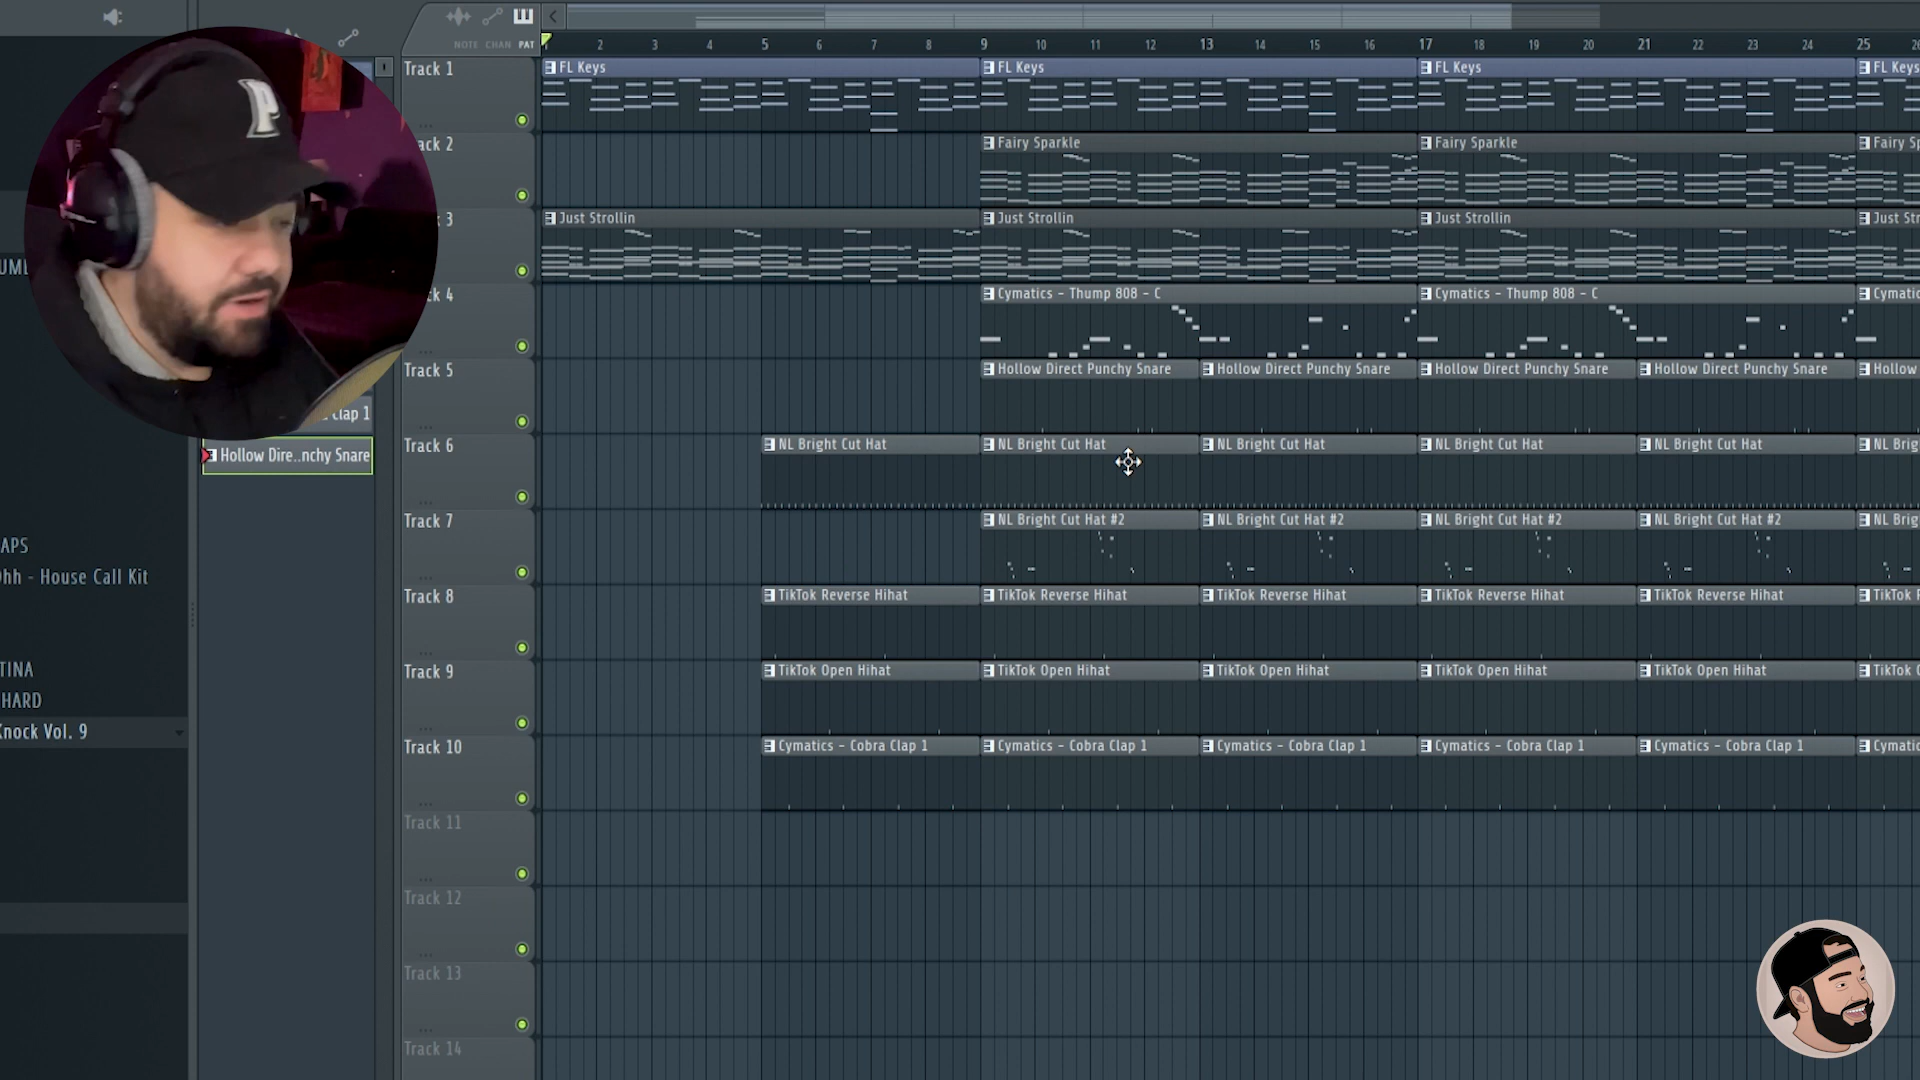 NOTE CHAN PAT
2 3 4 5 6 7 8 9 10 11 12 13 14 15 16 17 18 19 20 21 22 23 24 25
Track 1 FL Keys FL Keys FL Keys FL Keys
ack 2 Fairy Sparkle Fairy Sparkle Fairy Sp
3 Just Strollin Just Strollin Just Strollin Just Str
ck 4 Cymatics - Thump 808 - C Cymatics - Thump 808 - C Cymatic
Track 5 Hollow Direct Punchy Snare Hollow Direct Punchy Snare Hollow Direct Punchy Snare Hollow Direct Punchy Snare Hollow
Clap 1
Track 6 NL Bright Cut Hat NL Bright Cut Hat NL Bright Cut Hat NL Bright Cut Hat NL Bright Cut Hat NL Brig
Hollow Dire..nchy Snare
Track 7 NL Bright Cut Hat #2 NL Bright Cut Hat #2 NL Bright Cut Hat #2 NL Bright Cut Hat #2 NL Brig
APS
Ohh - House Call Kit
Track 8 TikTok Reverse Hihat TikTok Reverse Hihat TikTok Reverse Hihat TikTok Reverse Hihat TikTok Reverse Hihat TikTok
TINA
Track 9 TikTok Open Hihat TikTok Open Hihat TikTok Open Hihat TikTok Open Hihat TikTok Open Hihat TikTok
HARD
Knock Vol. 9
Track 10 Cymatics - Cobra Clap 1 Cymatics - Cobra Clap 1 Cymatics - Cobra Clap 1 Cymatics - Cobra Clap 1 Cymatics - Cobra Clap 1 Cymatic
Track 11
Track 12
Track 13
Track 14
P